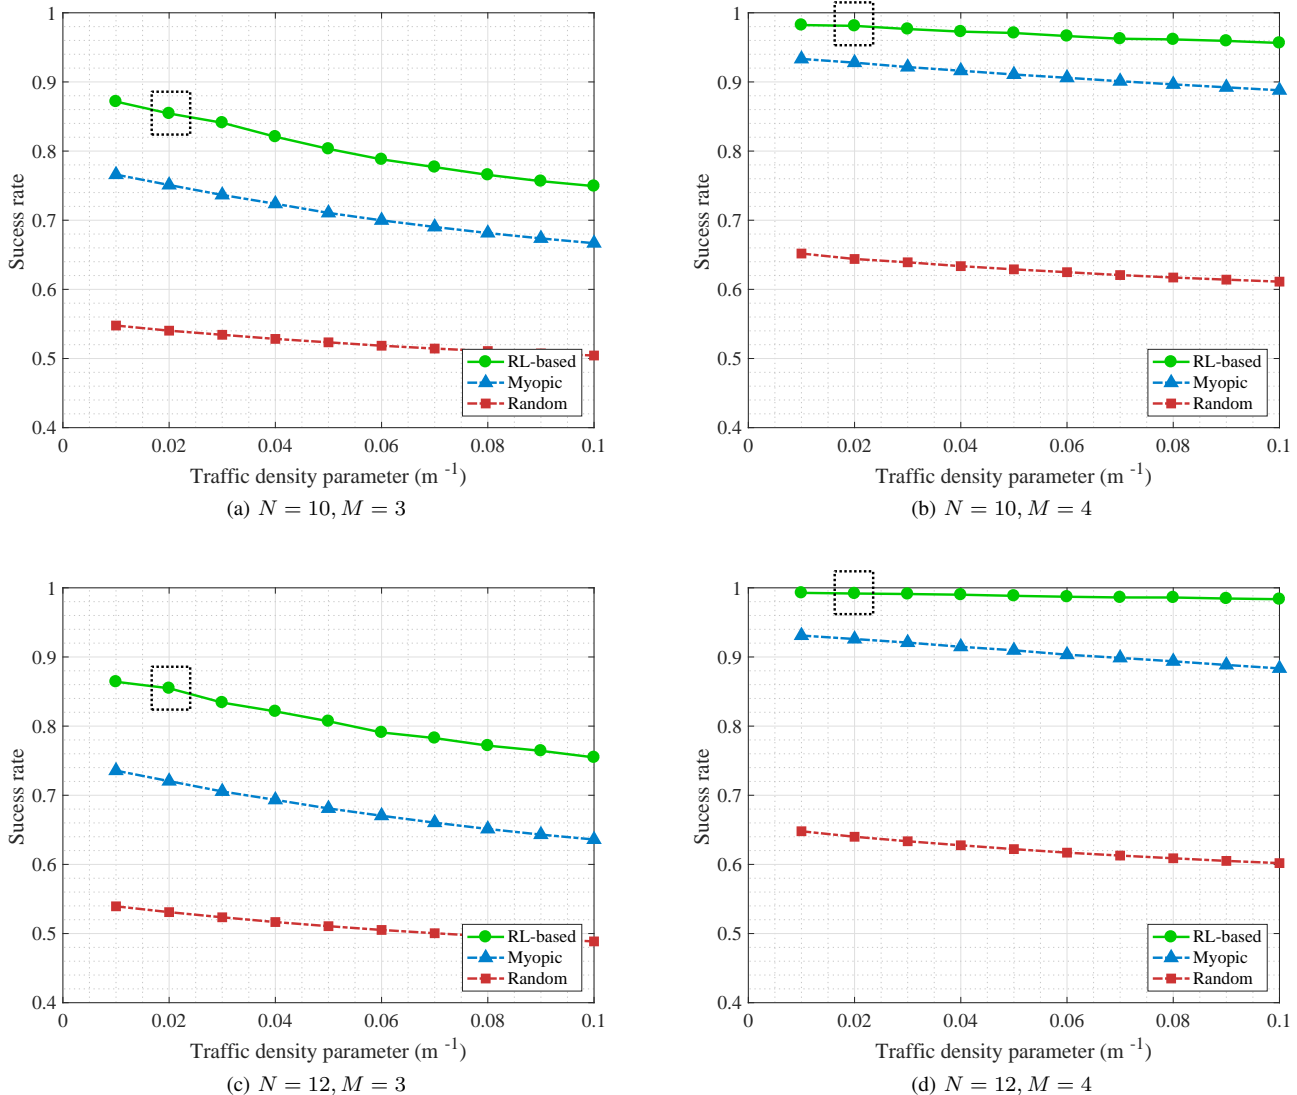 1
0.9
0.8
0.7
0.6
0.5
0.4
Sucess rate
RL-based
Myopic
Random
0 0.02 0.04 0.06 0.08 0.1
Traffic density parameter (m⁻¹)
(a) N = 10, M = 3
1
0.9
0.8
0.7
0.6
0.5
0.4
Sucess rate
RL-based
Myopic
Random
0 0.02 0.04 0.06 0.08 0.1
Traffic density parameter (m⁻¹)
(b) N = 10, M = 4
1
0.9
0.8
0.7
0.6
0.5
0.4
Sucess rate
RL-based
Myopic
Random
0 0.02 0.04 0.06 0.08 0.1
Traffic density parameter (m⁻¹)
(c) N = 12, M = 3
1
0.9
0.8
0.7
0.6
0.5
0.4
Sucess rate
RL-based
Myopic
Random
0 0.02 0.04 0.06 0.08 0.1
Traffic density parameter (m⁻¹)
(d) N = 12, M = 4